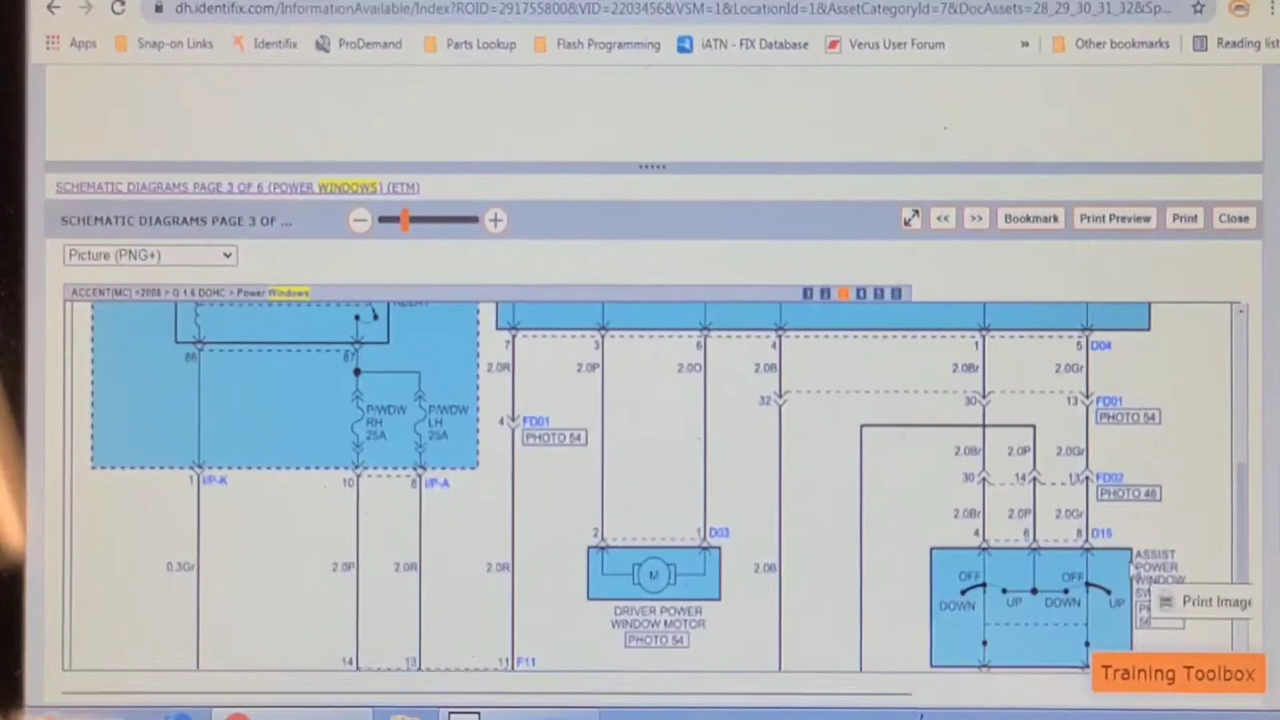 dh.identifix.com/InformationAvailable/Index?ROID=291755800&VID=2203456&VSM=1&LocationId=1&AssetCategoryId=7&DocAssets=28_29_30_31_32&Sp...
Apps Snap-on Links Identifix ProDemand Parts Lookup Flash Programming iATN - FIX Database Verus User Forum » Other bookmarks Reading list
SCHEMATIC DIAGRAMS PAGE 3 OF 6 (POWER WINDOWS) (ETM)
SCHEMATIC DIAGRAMS PAGE 3 OF ... << >> Bookmark Print Preview Print Close
Picture (PNG+)
ACCENT(MC) >2008 > G 1.6 DOHC > Power Windows 1 2 3 4 5 6
86 87 7 3 6 4 1 5 D04
2.0R 2.0P 2.0O 2.0B 2.0Br 2.0Gr
32 30 13 FD01
PHOTO 54
P/WDW P/WDW
RH LH
25A 25A
4 FD01
PHOTO 54
2.0Br 2.0P 2.0Gr
30 14 13 FD02
PHOTO 46
1 I/P-K 10 8 I/P-A
2.0Br 2.0P 2.0Gr
2 1 D03 4 6 8 D15
0.3Gr 2.0P 2.0R 2.0R M 2.0B
ASSIST
POWER
WINDOW
OFF OFF
DOWN UP DOWN UP
Print Image
DRIVER POWER
WINDOW MOTOR
PHOTO 54
14 13 11 F11
Training Toolbox